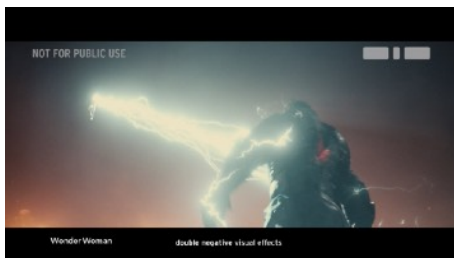 NOT FOR PUBLIC USE
Wonder Woman
double negative visual effects